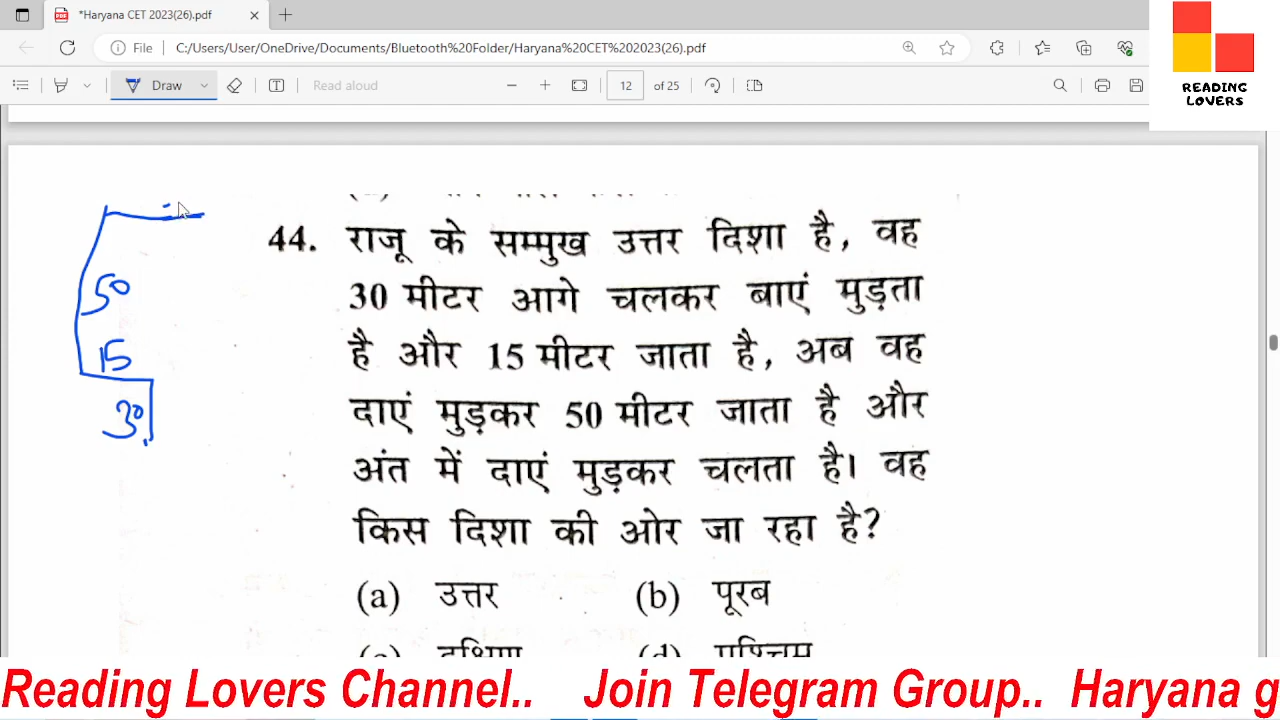 *Haryana CET 2023(26).pdf
File C:/Users/User/OneDrive/Documents/Bluetooth%20Folder/Haryana%20CET%202023(26).pdf
Draw Read aloud 12 of 25
READING
LOVERS
44. राजू के सम्मुख उत्तर दिशा है, वह
30 मीटर आगे चलकर बाएं मुड़ता
है और 15 मीटर जाता है, अब वह
दाएं मुड़कर 50 मीटर जाता है और
अंत में दाएं मुड़कर चलता है। वह
किस दिशा की ओर जा रहा है?
(a) उत्तर (b) पूरब
(c) दक्षिण (d) पश्चिम
50
15
30
Reading Lovers Channel.. Join Telegram Group.. Haryana g